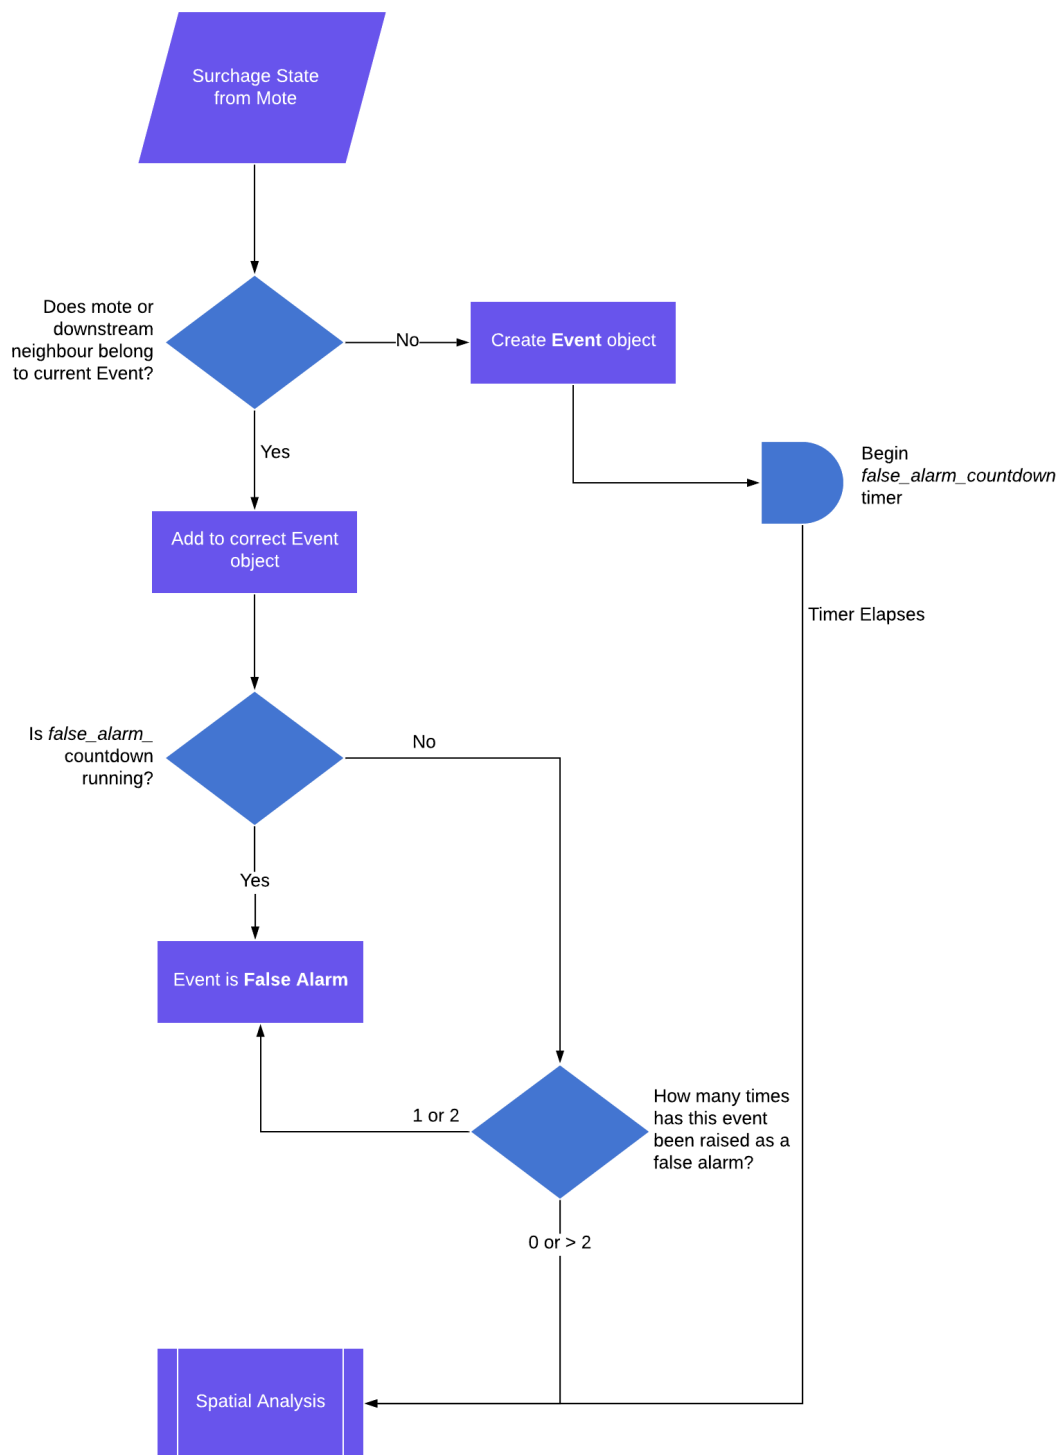 Surchage State
from Mote
Does mote or
downstream
neighbour belong
to current Event?
No
Create Event object
Yes
Begin
false_alarm_countdown
timer
Add to correct Event
object
Timer Elapses
Is false_alarm_
countdown
running?
No
Yes
Event is False Alarm
1 or 2
How many times
has this event
been raised as a
false alarm?
0 or > 2
Spatial Analysis